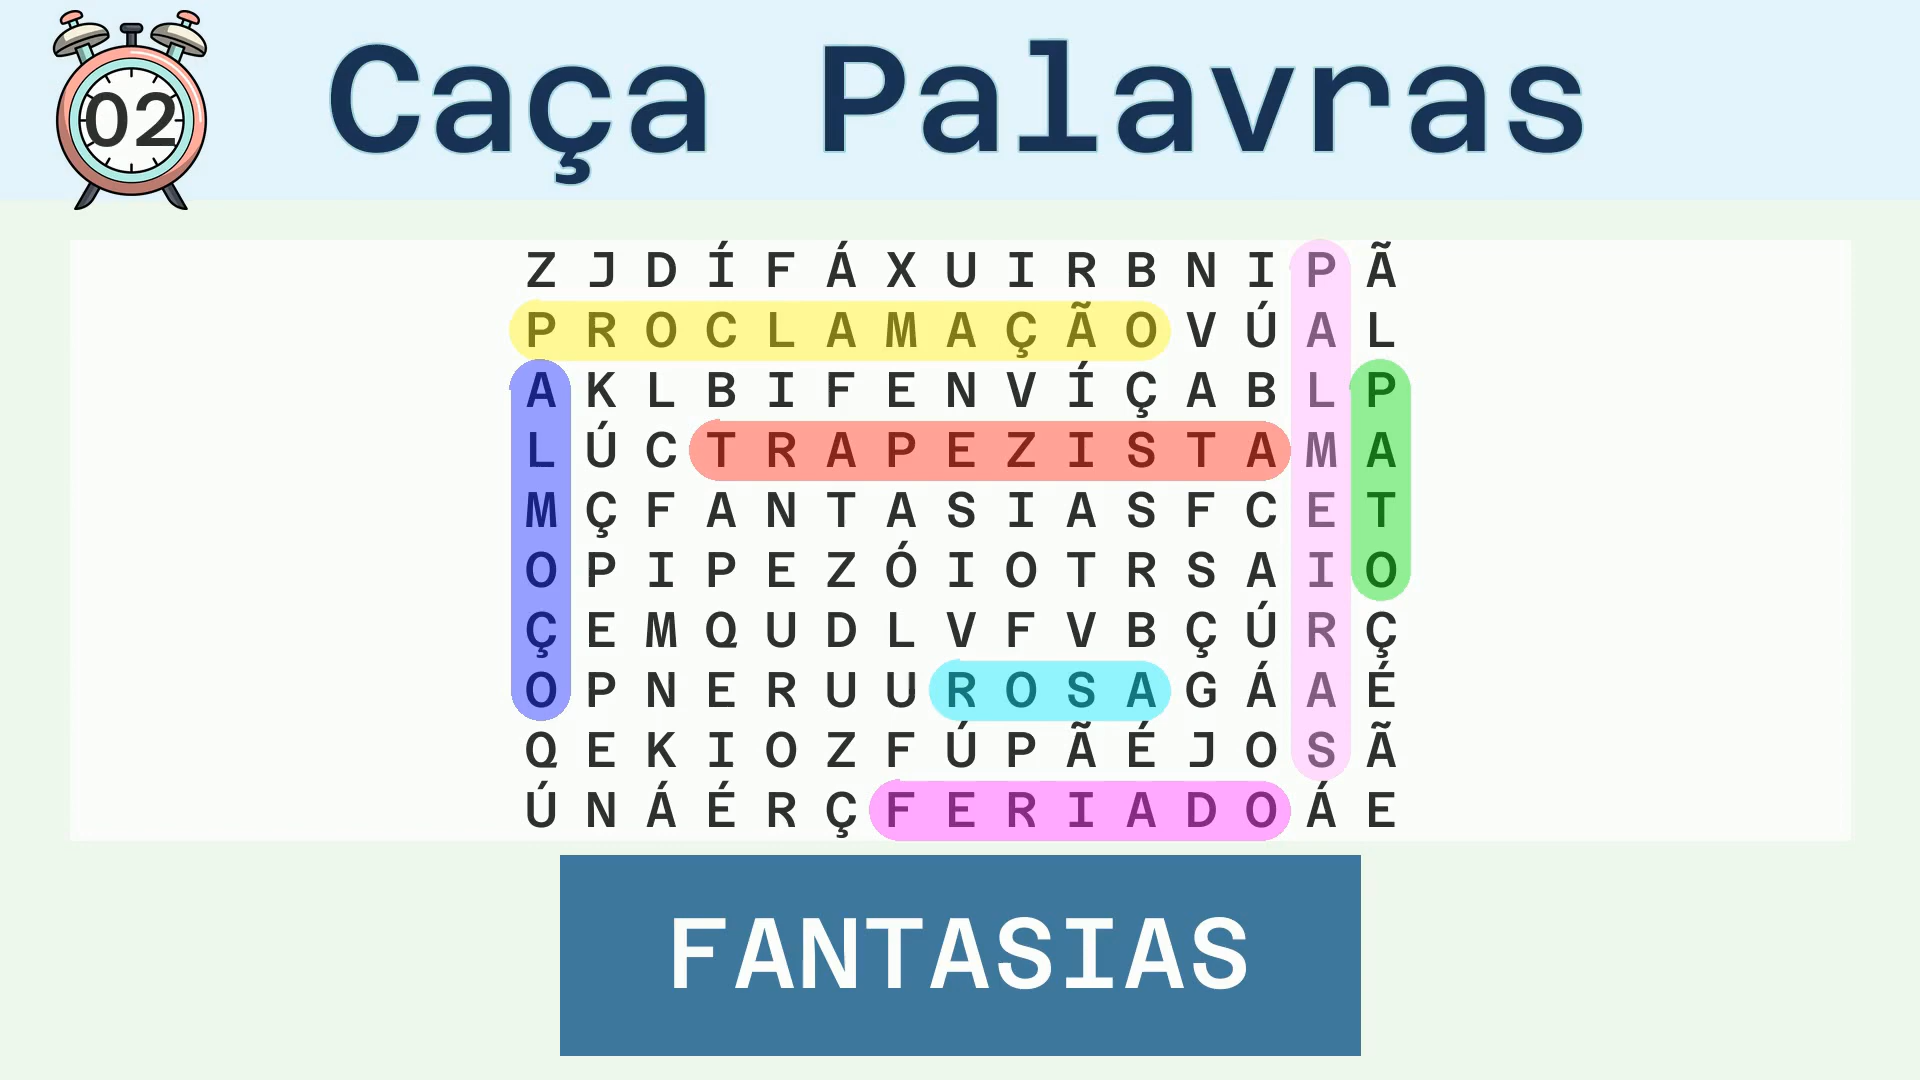 02
Caça Palavras
Z J D Í F Á X U I R B N I P Ã
P R O C L A M A Ç Ã O V Ú A L
A K L B I F E N V Í Ç A B L P
L Ú C T R A P E Z I S T A M A
M Ç F A N T A S I A S F C E T
O P I P E Z Ó I O T R S A I O
Ç E M Q U D L V F V B Ç Ú R Ç
O P N E R U U R O S A G Á A É
Q E K I O Z F Ú P Ã É J O S Ã
Ú N Á É R Ç F E R I A D O Á E
FANTASIAS